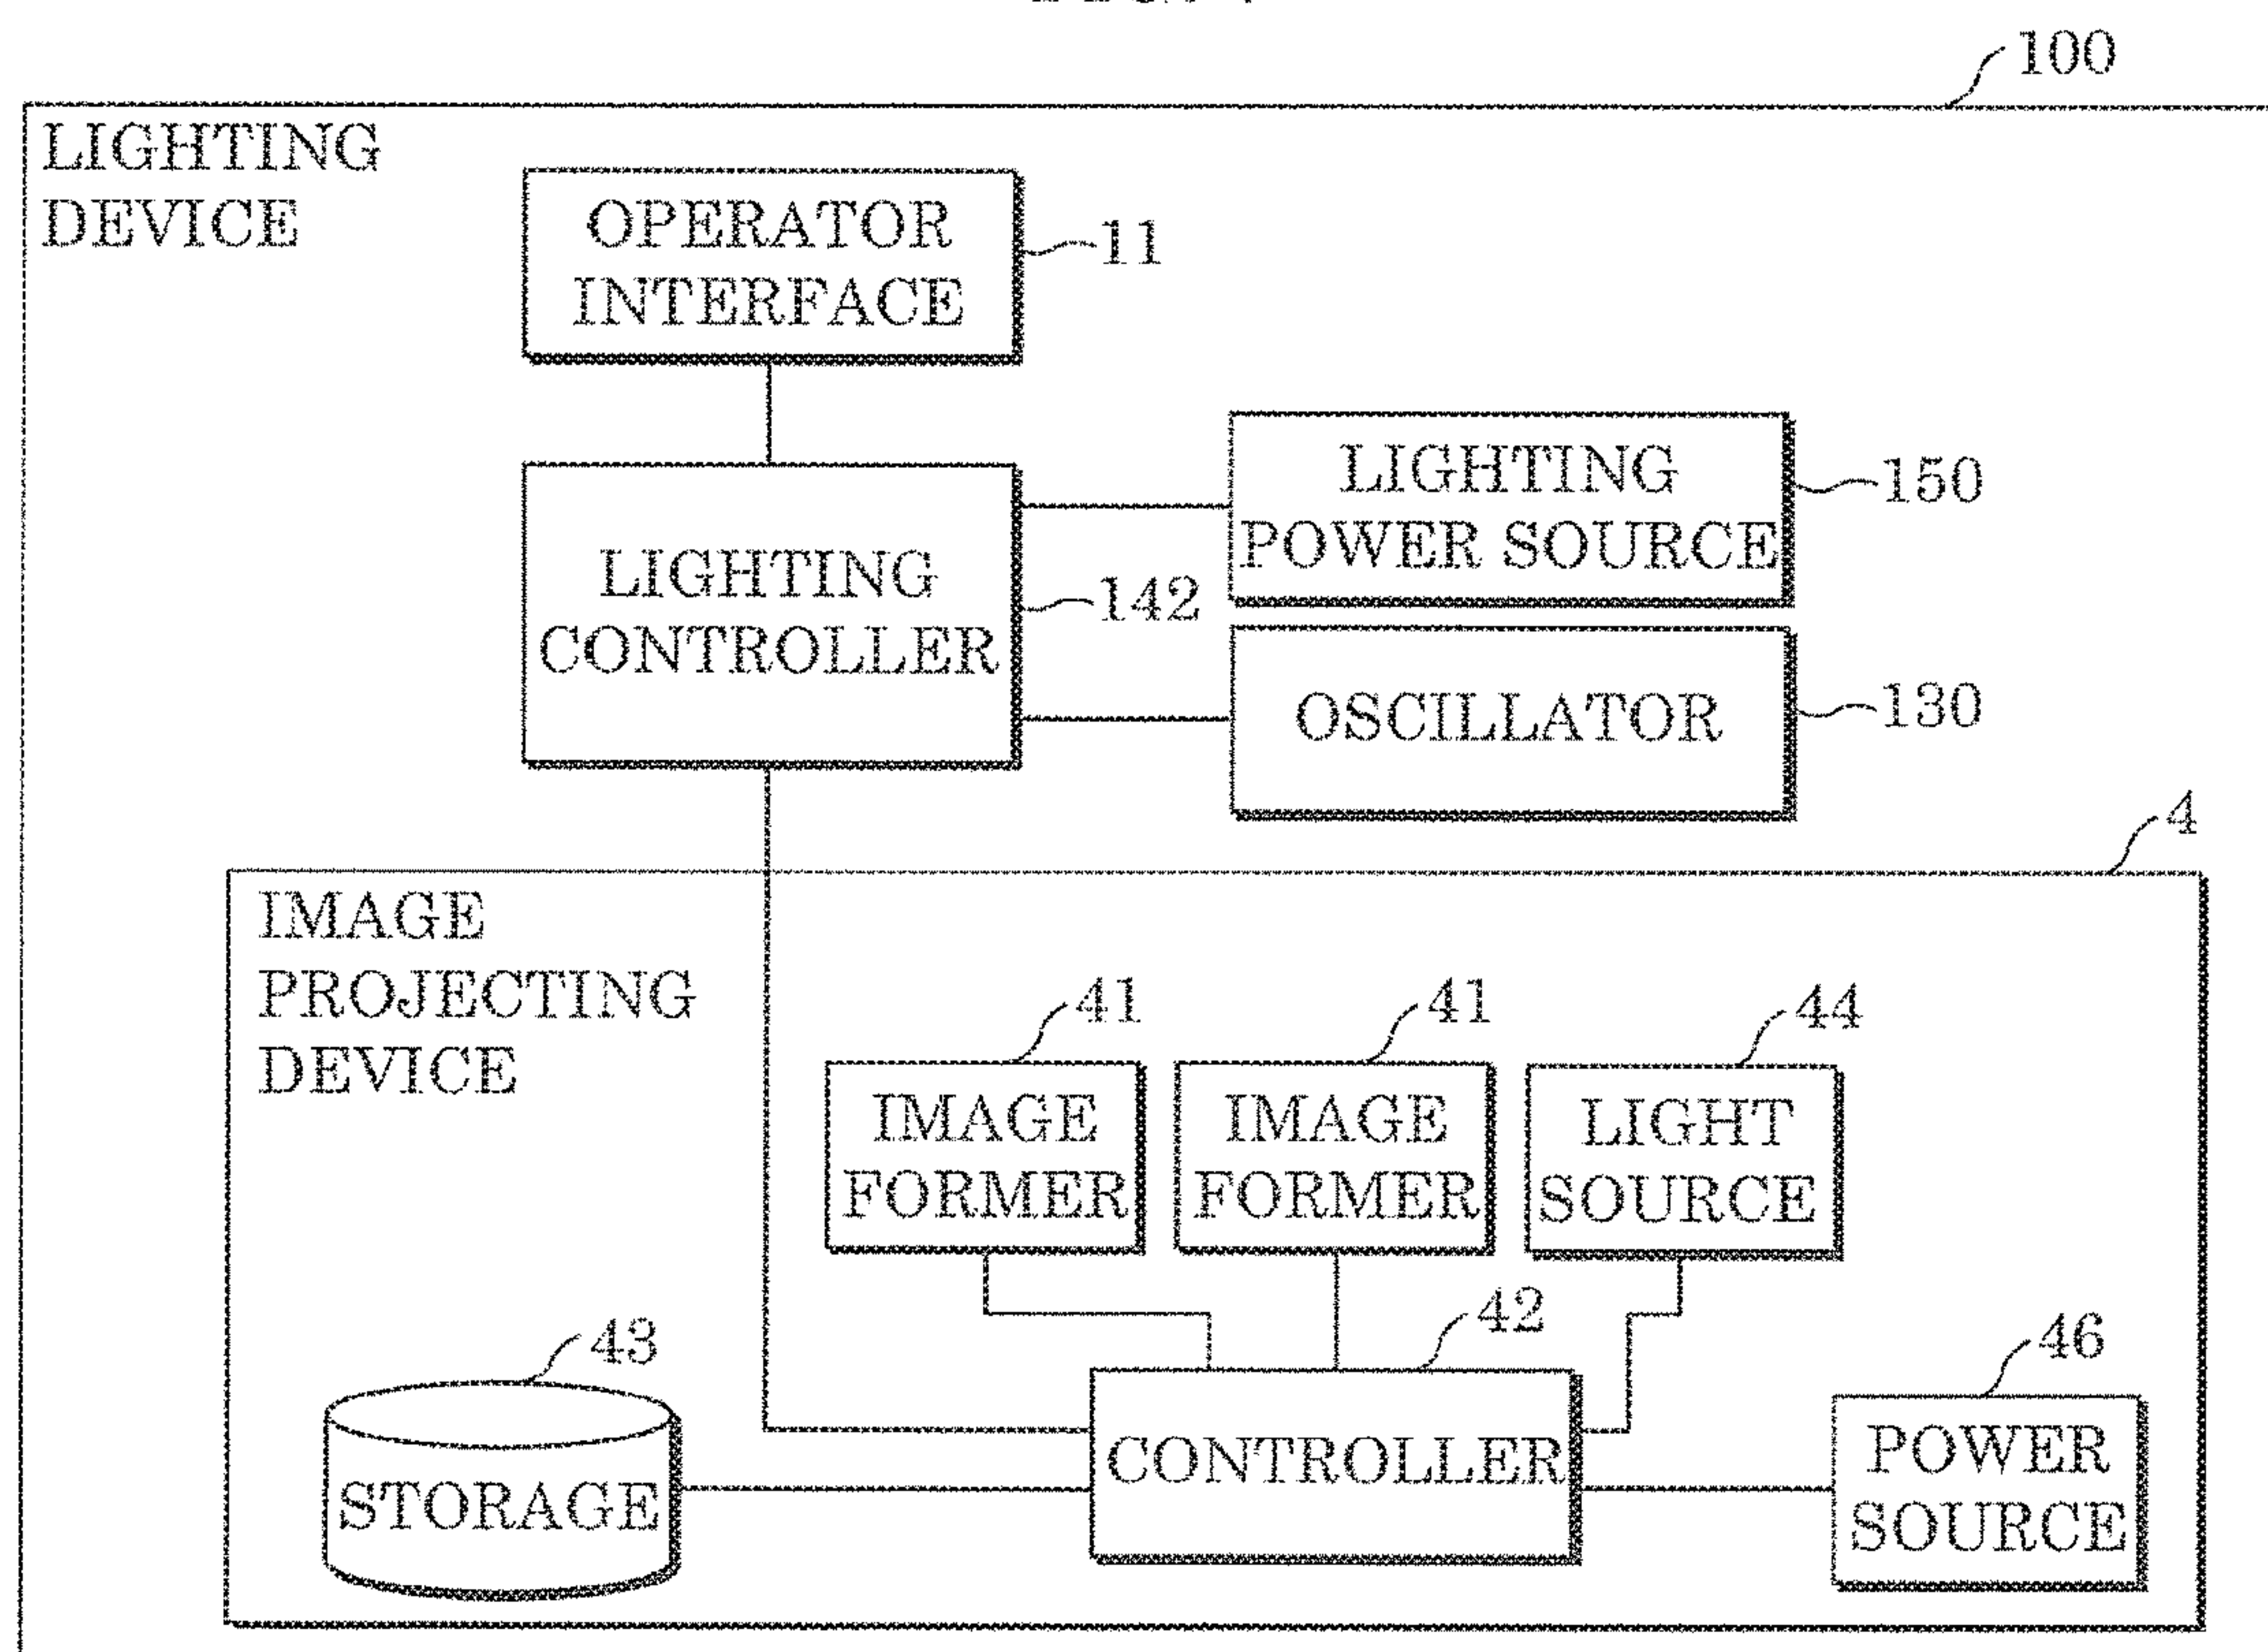 100
LIGHTING
DEVICE
OPERATOR
INTERFACE
11
LIGHTING
POWER SOURCE
150
LIGHTING
CONTROLLER
142
OSCILLATOR
130
4
IMAGE
PROJECTING
DEVICE
41
41
44
IMAGE
FORMER
IMAGE
FORMER
LIGHT
SOURCE
43
42
46
STORAGE
CONTROLLER
POWER
SOURCE